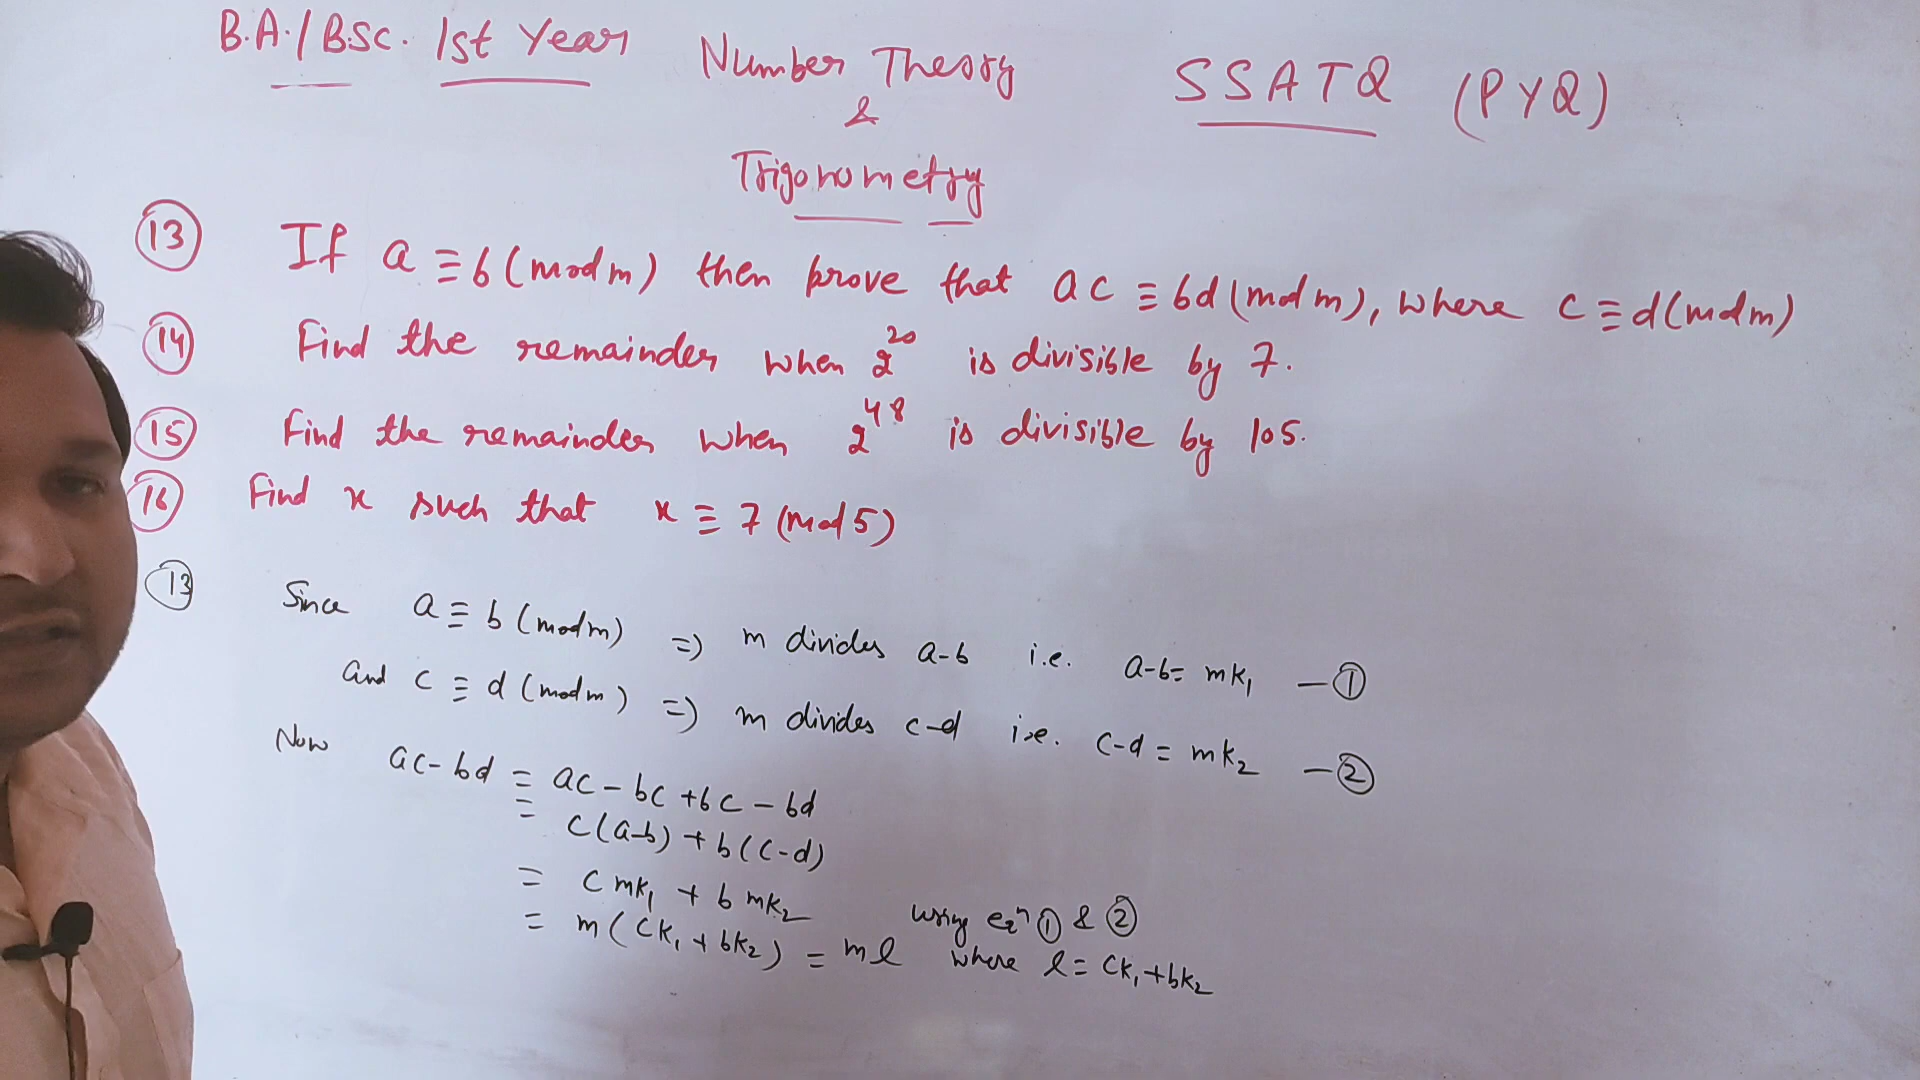 B.A./B.Sc. 1st Year Number Theory & Trigonometry SSATQ (PYQ)
(13) If a ≡ b (mod m) then prove that ac ≡ bd (mod m), where c ≡ d (mod m)
(14) Find the remainder when 2^20 is divisible by 7.
(15) Find the remainder when 2^48 is divisible by 105.
(16) Find x such that x ≡ 7 (mod 5)
(13) Since a ≡ b (mod m) => m divides a-b i.e. a-b = mk₁ — (1)
and c ≡ d (mod m) => m divides c-d i.e. c-d = mk₂ — (2)
Now ac - bd = ac - bc + bc - bd
= c(a-b) + b(c-d)
= c mk₁ + b mk₂ using eqⁿ (1) & (2)
= m(ck₁ + bk₂) = ml where l = ck₁ + bk₂